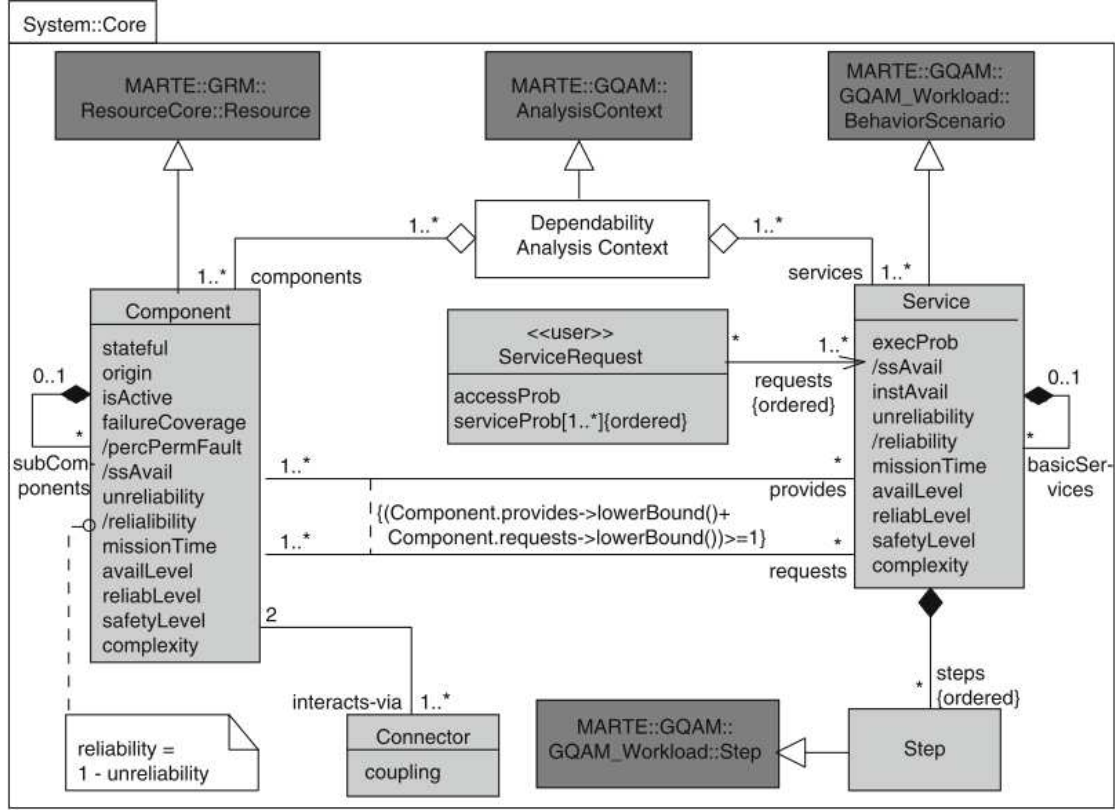 System::Core
MARTE::GRM::
ResourceCore::Resource
MARTE::GQAM::
AnalysisContext
MARTE::GQAM::
GQAM_Workload::
BehaviorScenario
1..*
Dependability
Analysis Context
1..*
1..*
components
services
1..*
Component
stateful
origin
isActive
failureCoverage
/percPermFault
/ssAvail
unreliability
/relialibility
missionTime
availLevel
reliabLevel
safetyLevel
complexity
0..1
*
subCom-
ponents
<<user>>
ServiceRequest
accessProb
serviceProb[1..*]{ordered}
*
1..*
requests
{ordered}
Service
execProb
/ssAvail
instAvail
unreliability
/reliability
missionTime
availLevel
reliabLevel
safetyLevel
complexity
0..1
*
basicSer-
vices
1..*
*
provides
{(Component.provides->lowerBound()+
Component.requests->lowerBound())>=1}
1..*
*
requests
2
interacts-via
1..*
Connector
coupling
reliability =
1 - unreliability
*
steps
{ordered}
MARTE::GQAM::
GQAM_Workload::Step
Step